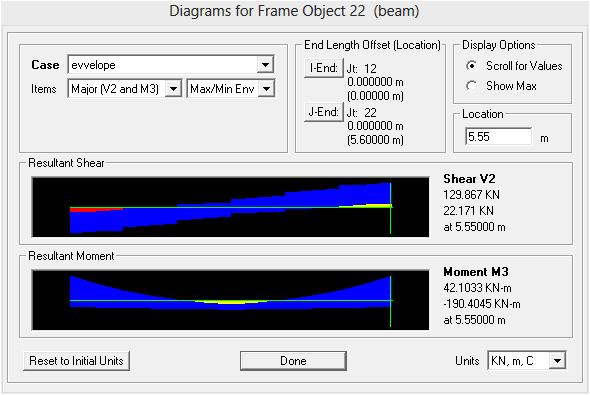 Diagrams for Frame Object 22 (beam)
Case evvelope
Items Major (V2 and M3) Max/Min Env
End Length Offset (Location)
I-End: Jt: 12
0.000000 m
(0.00000 m)
J-End: Jt: 22
0.000000 m
(5.60000 m)
Display Options
Scroll for Values
Show Max
Location
5.55 m
Resultant Shear
Shear V2
129.867 KN
22.171 KN
at 5.55000 m
Resultant Moment
Moment M3
42.1033 KN-m
-190.4045 KN-m
at 5.55000 m
Reset to Initial Units
Done
Units KN, m, C